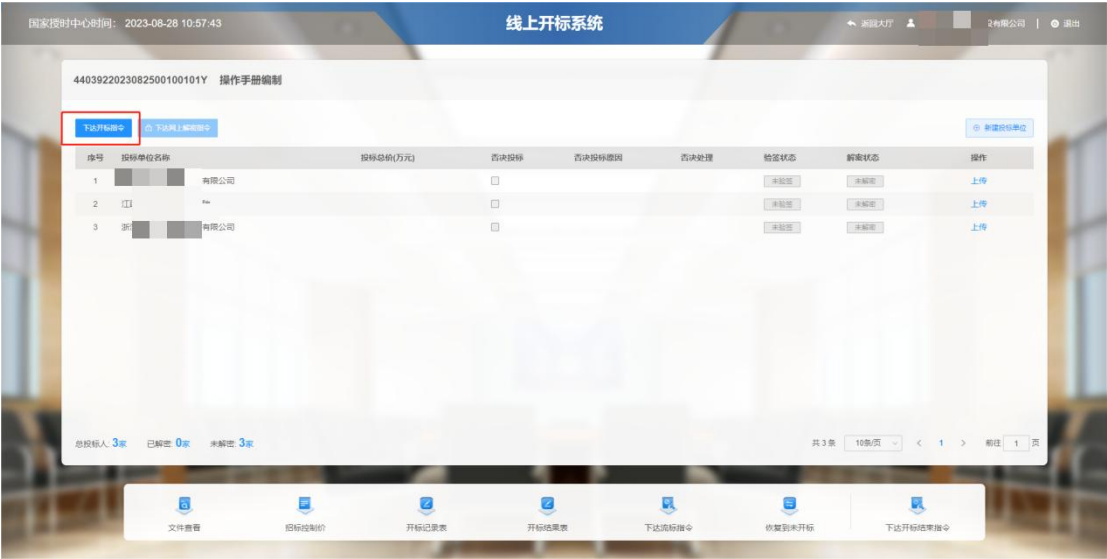 国家授时中心时间： 2023-08-28 10:57:43 线上开标系统 返回大厅 有限公司 | 退出
4403922023082500100101Y 操作手册编制
下达开标指令 下达网上解密指令 新建投标单位
序号 投标单位名称 投标总价(万元) 否决投标 否决投标原因 否决处理 验签状态 解密状态 操作
1 有限公司 未验签 未解密 上传
2 未验签 未解密 上传
3 浙 有限公司 未验签 未解密 上传
总投标人: 3家 已解密: 0家 未解密: 3家 共 3 条 10条/页 < 1 > 前往 1 页
文件查看 招标控制价 开标记录表 开标结果表 下达流标指令 恢复到未开标 下达开标结束指令